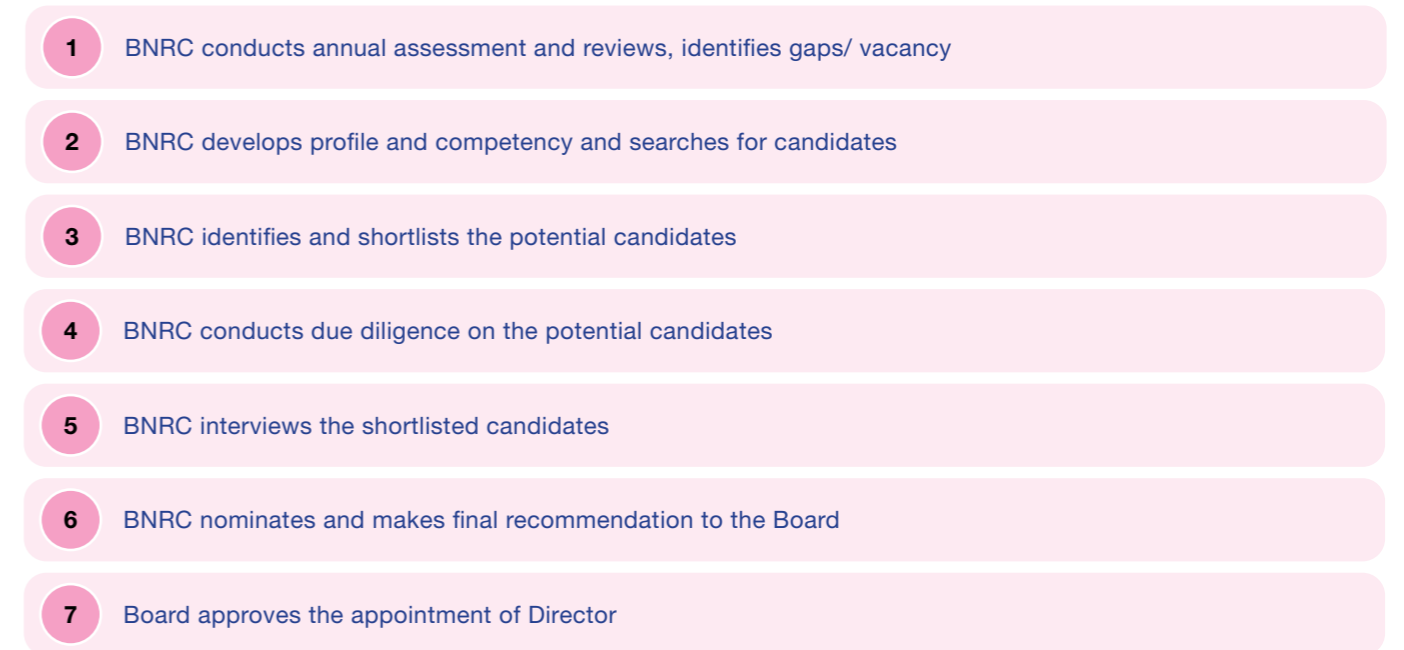 1 BNRC conducts annual assessment and reviews, identifies gaps/ vacancy
2 BNRC develops profile and competency and searches for candidates
3 BNRC identifies and shortlists the potential candidates
4 BNRC conducts due diligence on the potential candidates
5 BNRC interviews the shortlisted candidates
6 BNRC nominates and makes final recommendation to the Board
7 Board approves the appointment of Director